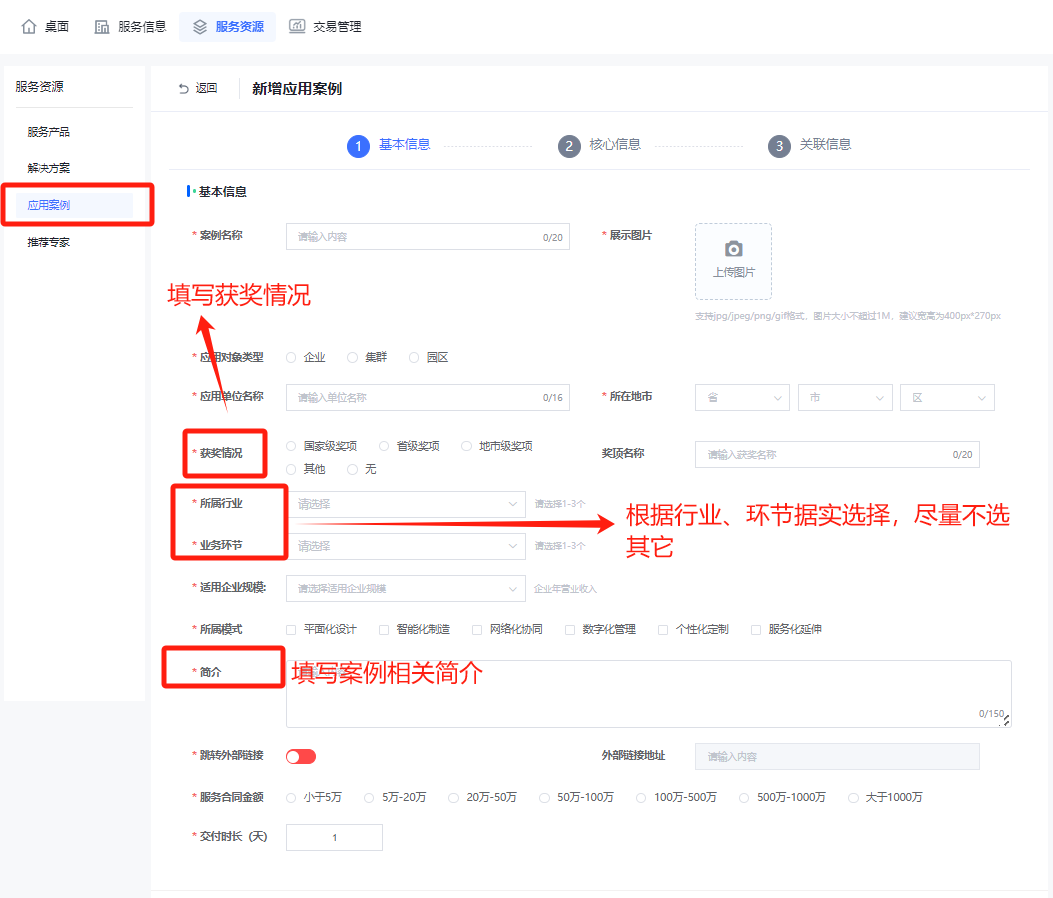 桌面 服务信息 服务资源 交易管理
服务资源
服务产品
解决方案
应用案例
推荐专家
返回 新增应用案例
1 基本信息 2 核心信息 3 关联信息
基本信息
* 案例名称 请输入内容 0/20 * 展示图片
上传图片
支持jpg/jpeg/png/gif格式，图片大小不超过1M，建议宽高为400px*270px
填写获奖情况
* 应用对象类型 企业 集群 园区
* 应用单位名称 请输入单位名称 0/16 * 所在地市 省 市 区
* 获奖情况 国家级奖项 省级奖项 地市级奖项 奖项名称 请输入获奖名称 0/20
其他 无
* 所属行业 请选择 请选择1-3个
根据行业、环节据实选择，尽量不选
其它
* 业务环节 请选择 请选择1-3个
* 适用企业规模: 请选择适用企业规模 企业年营业收入
* 所属模式 平面化设计 智能化制造 网络化协同 数字化管理 个性化定制 服务化延伸
* 简介 填写案例相关简介
0/150
* 跳转外部链接 外部链接地址 请输入内容
* 服务合同金额 小于5万 5万-20万 20万-50万 50万-100万 100万-500万 500万-1000万 大于1000万
* 交付时长（天） 1